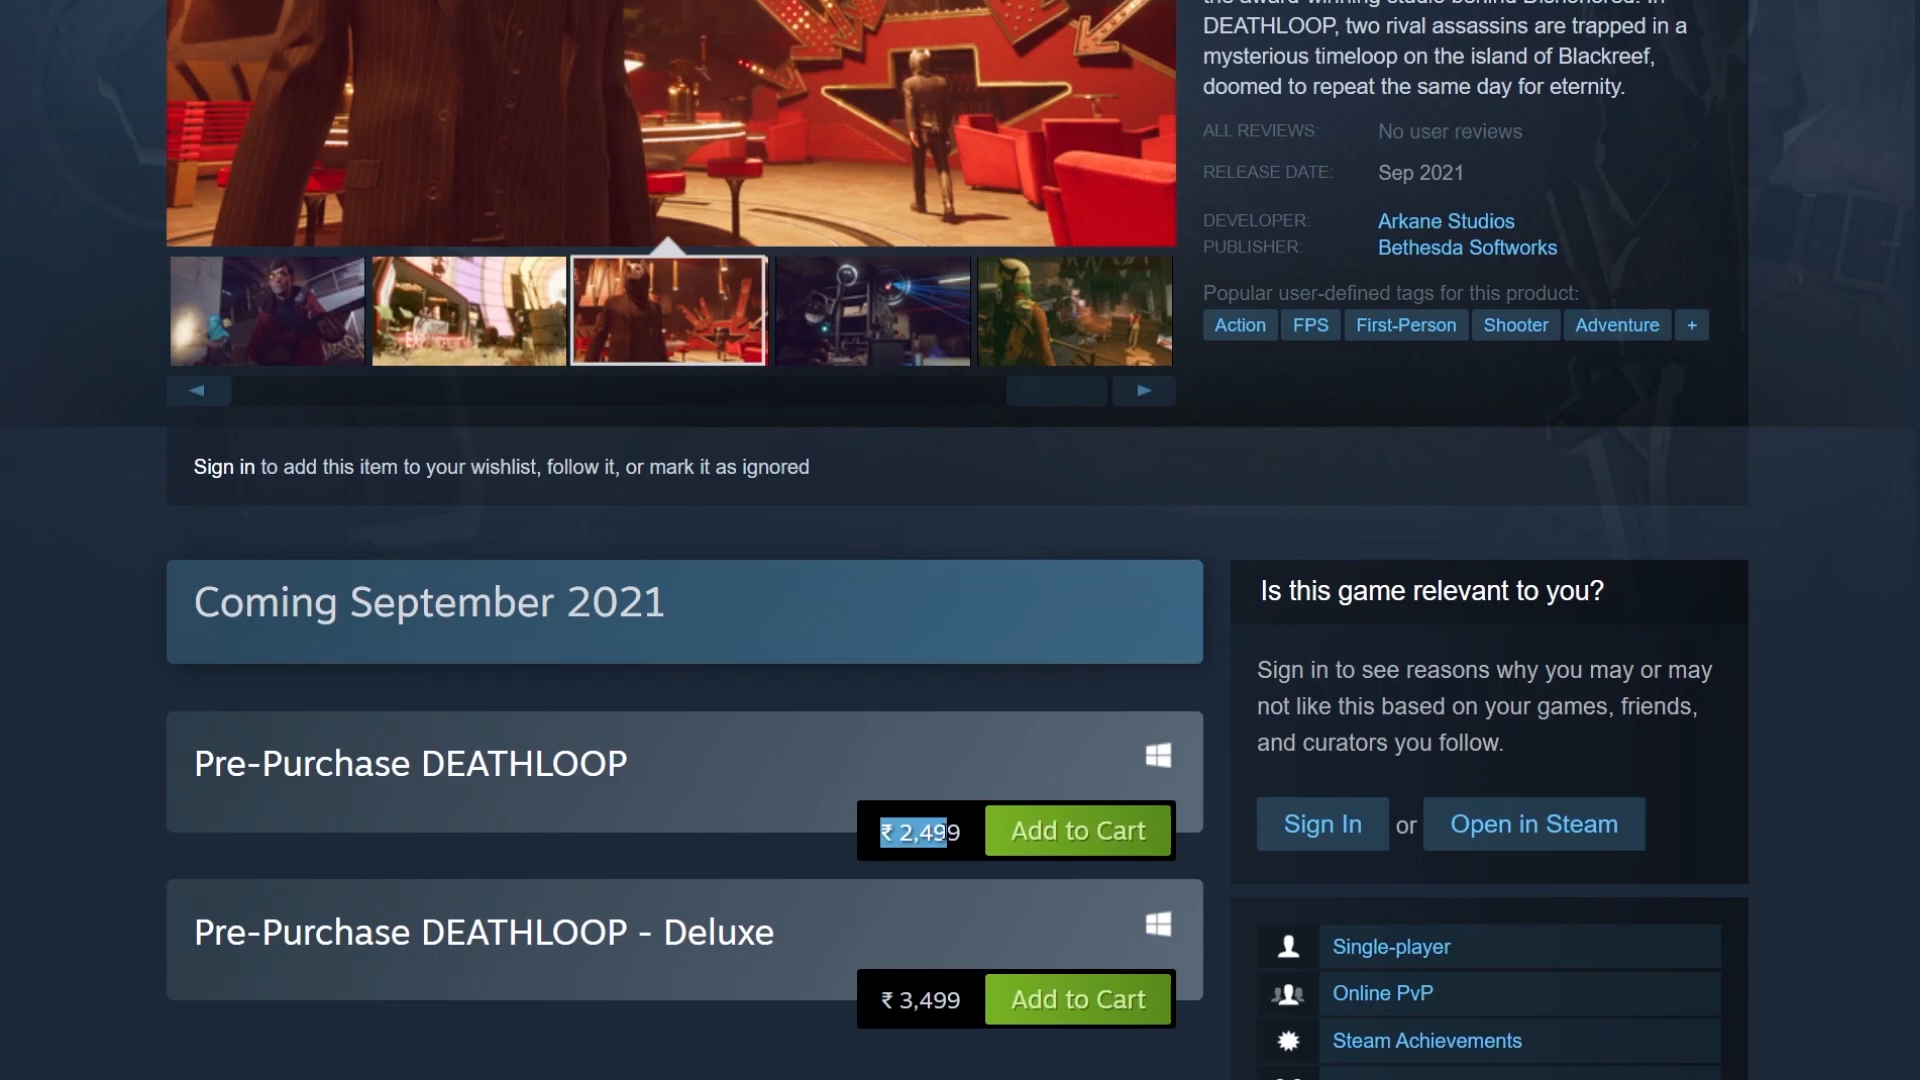 DEATHLOOP, two rival assassins are trapped in a
mysterious timeloop on the island of Blackreef,
doomed to repeat the same day for eternity.
ALL REVIEWS: No user reviews
RELEASE DATE: Sep 2021
DEVELOPER: Arkane Studios
PUBLISHER: Bethesda Softworks
Popular user-defined tags for this product:
Action FPS First-Person Shooter Adventure +
Sign in to add this item to your wishlist, follow it, or mark it as ignored
Coming September 2021
Pre-Purchase DEATHLOOP
₹ 2,499 Add to Cart
Pre-Purchase DEATHLOOP - Deluxe
₹ 3,499 Add to Cart
Is this game relevant to you?
Sign in to see reasons why you may or may
not like this based on your games, friends,
and curators you follow.
Sign In or Open in Steam
Single-player
Online PvP
Steam Achievements